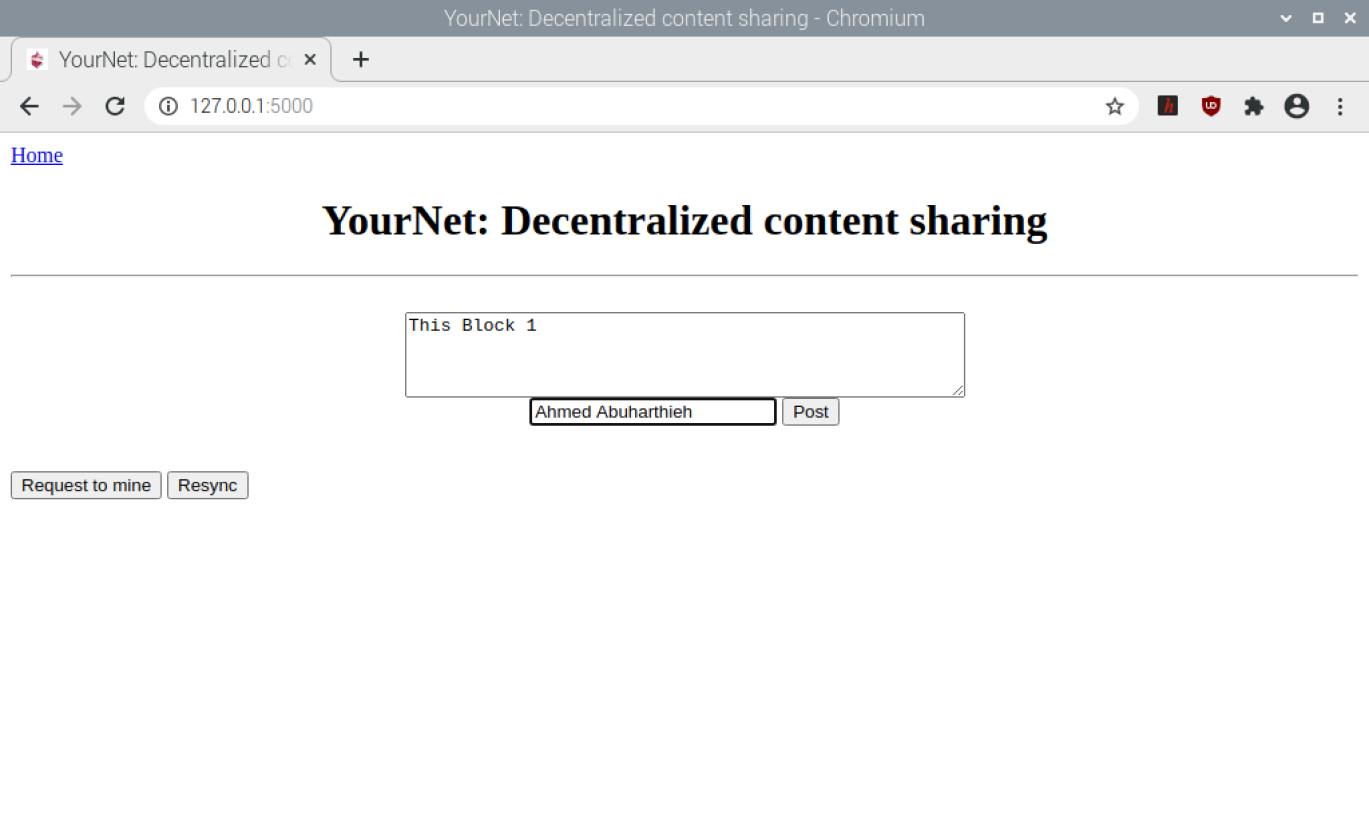 YourNet: Decentralized content sharing - Chromium
YourNet: Decentralized co
127.0.0.1:5000
Home
YourNet: Decentralized content sharing
This Block 1
Ahmed Abuharthieh Post
Request to mine Resync